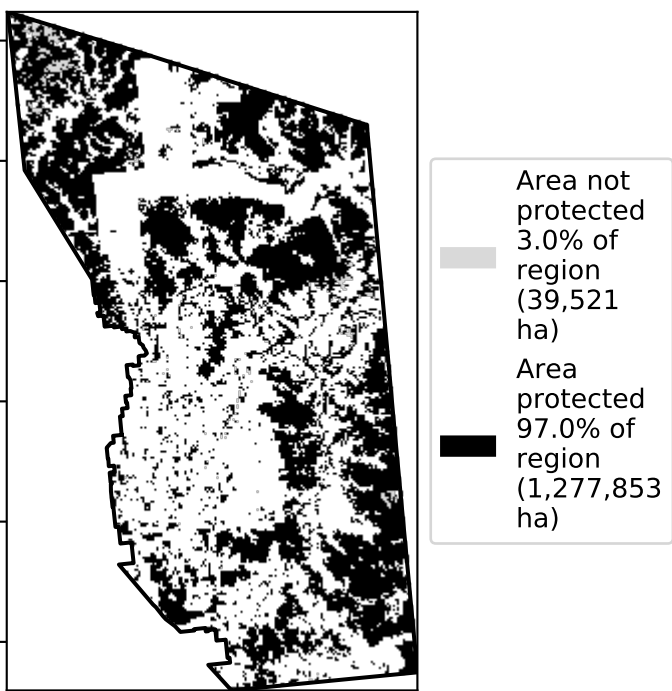 Area not
protected
3.0% of
region
(39,521
ha)
Area
protected
97.0% of
region
(1,277,853
ha)